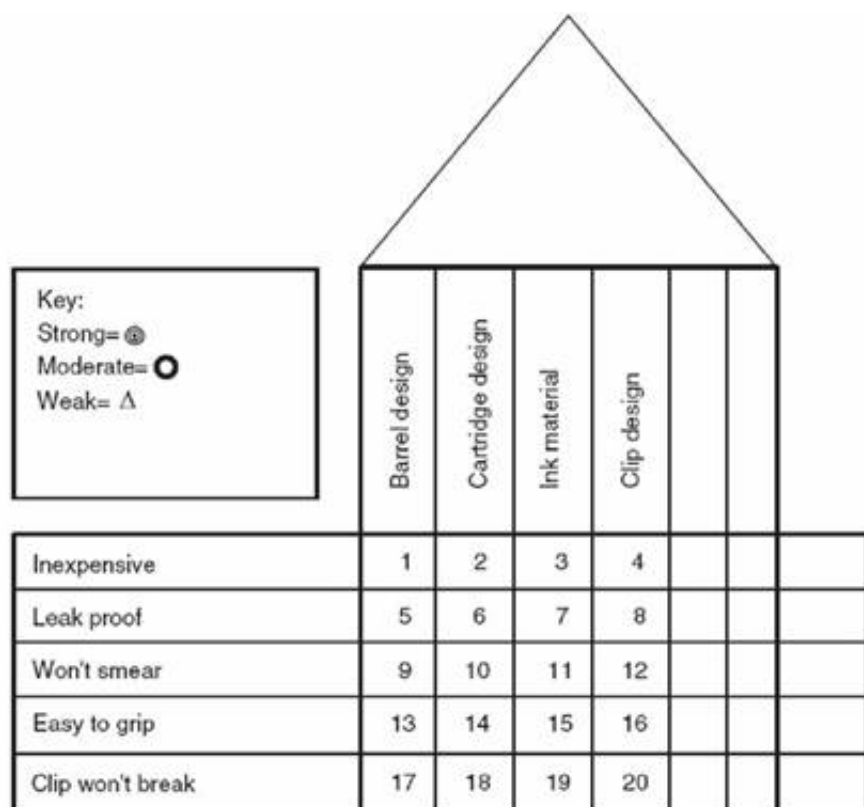 Key:
Strong=
Moderate=
Weak= Δ
Barrel design
Cartridge design
Ink material
Clip design
Inexpensive 1 2 3 4
Leak proof 5 6 7 8
Won't smear 9 10 11 12
Easy to grip 13 14 15 16
Clip won't break 17 18 19 20